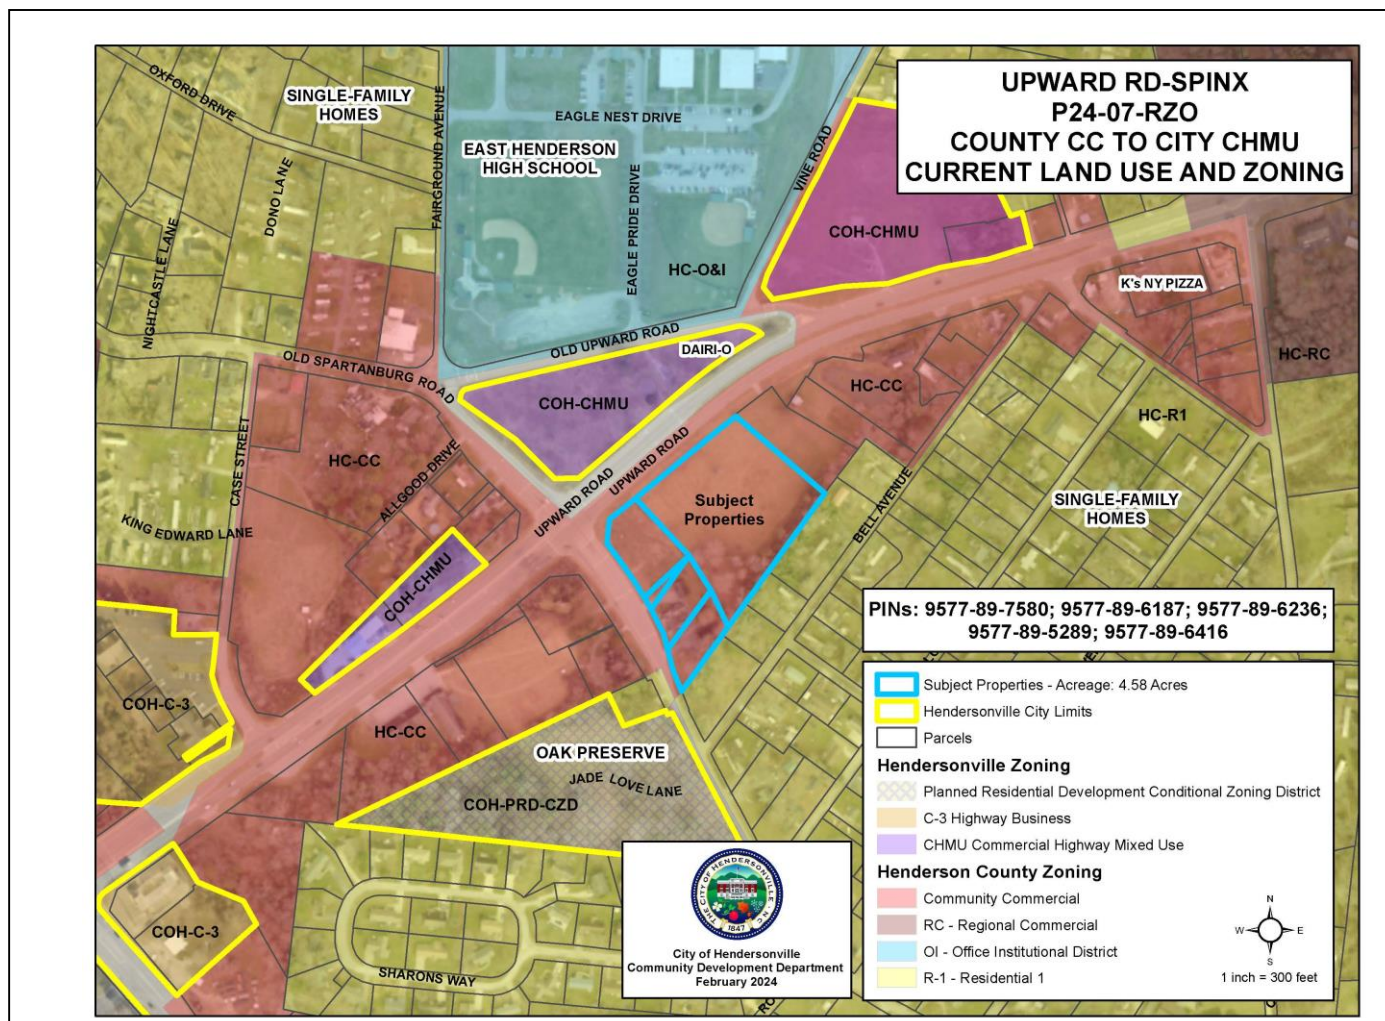 UPWARD RD-SPINX
P24-07-RZO
COUNTY CC TO CITY CHMU
CURRENT LAND USE AND ZONING
OXFORD DRIVE
SINGLE-FAMILY
HOMES
FAIRGROUND AVENUE
EAGLE NEST DRIVE
EAST HENDERSON
HIGH SCHOOL
EAGLE PRIDE DRIVE
VINE ROAD
DONO LANE
NIGHTCASTLE LANE
COH-CHMU
HC-O&I
K's NY PIZZA
OLD UPWARD ROAD
DAIRI-O
HC-RC
OLD SPARTANBURG ROAD
COH-CHMU
HC-CC
HC-R1
CASE STREET
HC-CC
ALLGOOD DRIVE
UPWARD ROAD
UPWARD ROAD
Subject
Properties
BELL AVENUE
SINGLE-FAMILY
HOMES
KING EDWARD LANE
COH-CHMU
PINs: 9577-89-7580; 9577-89-6187; 9577-89-6236;
9577-89-5289; 9577-89-6416
COH-C-3
HC-CC
OAK PRESERVE
JADE LOVE LANE
COH-PRD-CZD
COH-C-3
SHARONS WAY
Subject Properties - Acreage: 4.58 Acres
Hendersonville City Limits
Parcels
Hendersonville Zoning
Planned Residential Development Conditional Zoning District
C-3 Highway Business
CHMU Commercial Highway Mixed Use
Henderson County Zoning
Community Commercial
RC - Regional Commercial
OI - Office Institutional District
R-1 - Residential 1
N
W
E
S
1 inch = 300 feet
THE CITY OF HENDERSONVILLE, N.C.
1847
City of Hendersonville
Community Development Department
February 2024